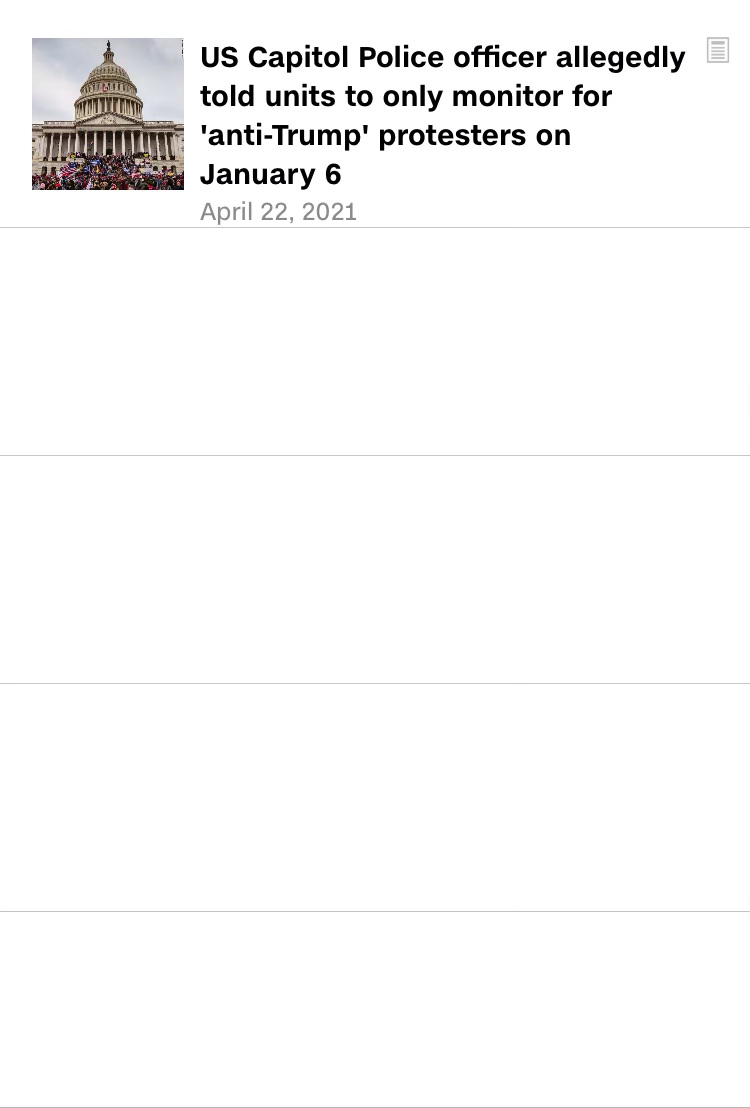 US Capitol Police officer allegedly
told units to only monitor for
'anti-Trump' protesters on
January 6
April 22, 2021